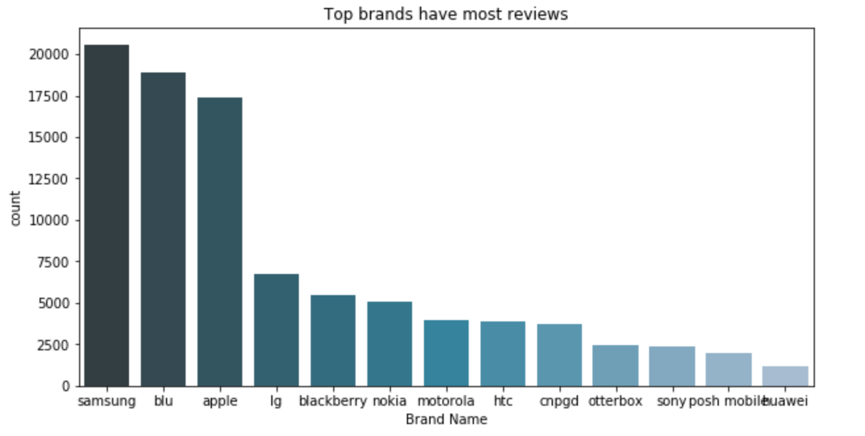 Top brands have most reviews
20000
17500
15000
12500
10000
7500
5000
2500
0
count
samsung blu apple lg blackberry nokia motorola htc cnpgd otterbox sony posh mobile huawei
Brand Name